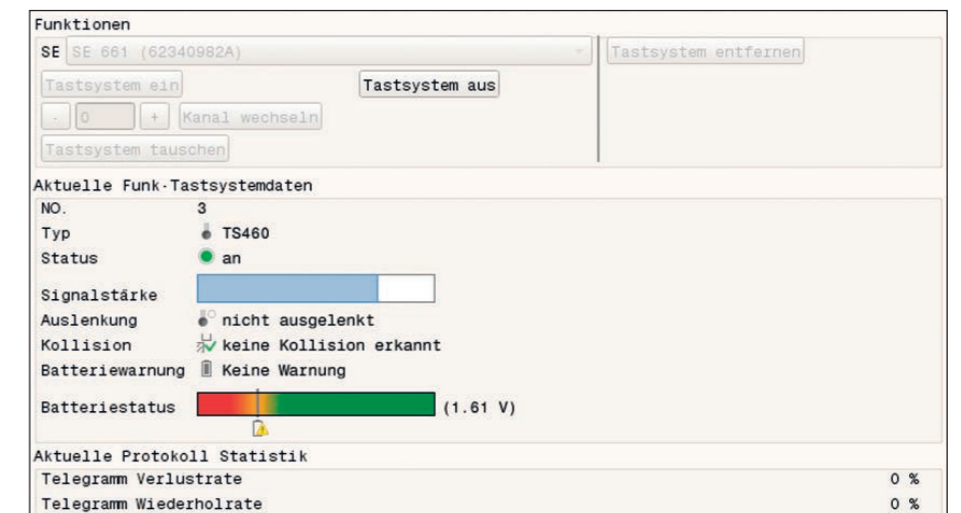 Funktionen
SE SE 661 (62340982A) Tastsystem entfernen
Tastsystem ein Tastsystem aus
- 0 + Kanal wechseln
Tastsystem tauschen
Aktuelle Funk-Tastsystemdaten
NO. 3
Typ TS460
Status an
Signalstärke
Auslenkung nicht ausgelenkt
Kollision keine Kollision erkannt
Batteriewarnung Keine Warnung
Batteriestatus (1.61 V)
Aktuelle Protokoll Statistik
Telegramm Verlustrate 0 %
Telegramm Wiederholrate 0 %